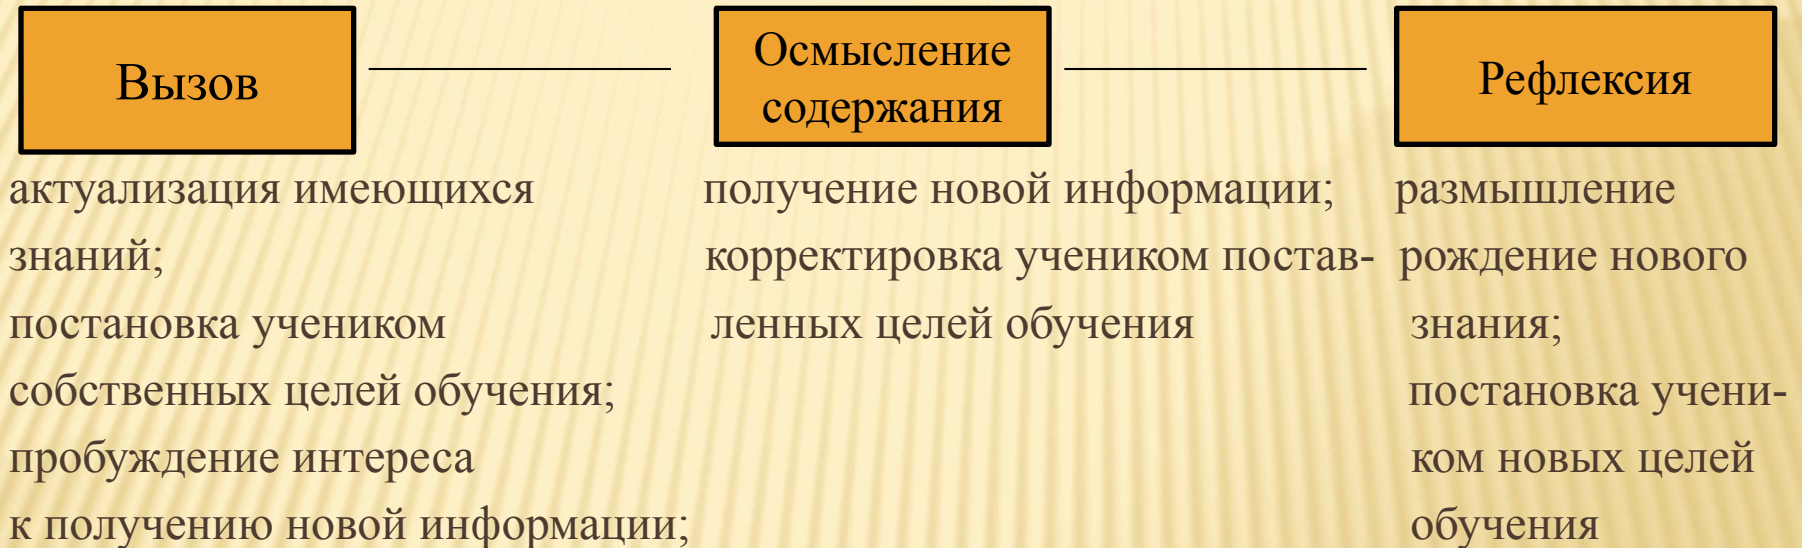 Вызов
актуализация имеющихся
знаний;
постановка учеником
собственных целей обучения;
пробуждение интереса
к получению новой информации;
Осмысление
содержания
получение новой информации;
корректировка учеником постав-
ленных целей обучения
Рефлексия
размышление
рождение нового
знания;
постановка учени-
ком новых целей
обучения